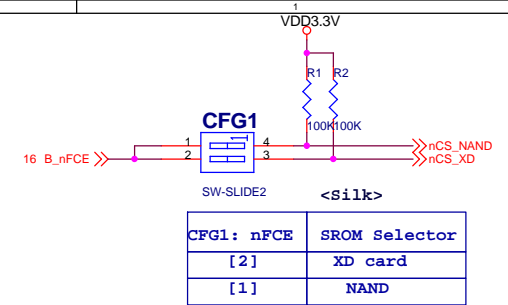 1
VDD3.3V
R1 R2
100K 100K
CFG1
1 4
2 3
16 B_nFCE
nCS_NAND
nCS_XD
SW-SLIDE2
<Silk>
CFG1: nFCE SROM Selector
[2] XD card
[1] NAND